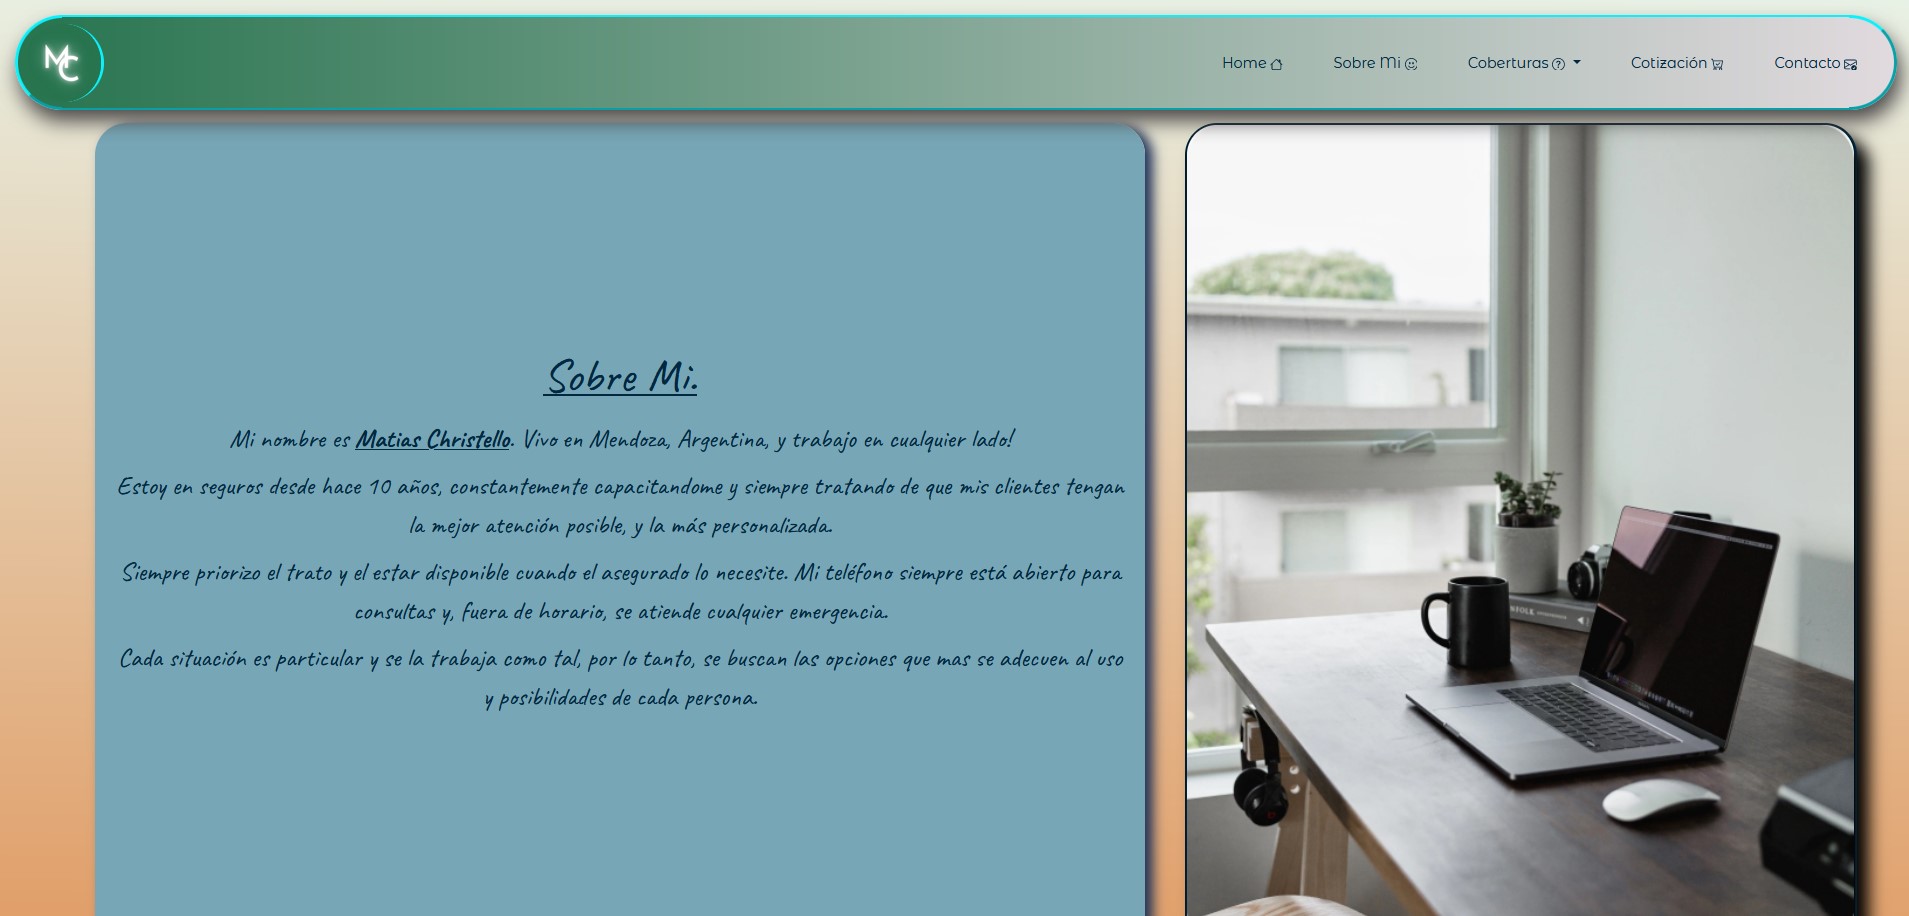 MC
Home
Sobre Mi
Coberturas
Cotización
Contacto
Sobre Mi.
Mi nombre es Matias Christello. Vivo en Mendoza, Argentina, y trabajo en cualquier lado!
Estoy en seguros desde hace 10 años, constantemente capacitandome y siempre tratando de que mis clientes tengan
la mejor atención posible, y la más personalizada.
Siempre priorizo el trato y el estar disponible cuando el asegurado lo necesite. Mi teléfono siempre está abierto para
consultas y, fuera de horario, se atiende cualquier emergencia.
Cada situación es particular y se la trabaja como tal, por lo tanto, se buscan las opciones que mas se adecuen al uso
y posibilidades de cada persona.